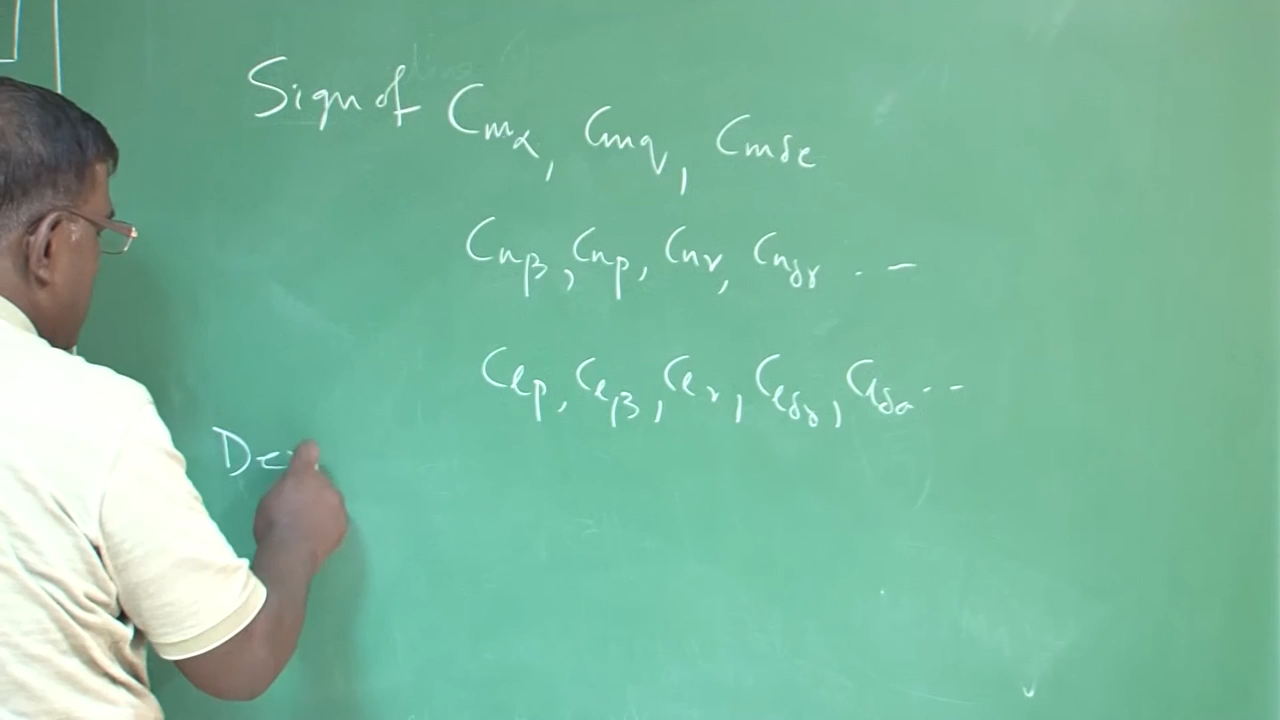 Sign of Cmα, Cmq, Cmδe
Cnβ, Cnp, Cnr, Cnδr . –
Clp, Clβ, Clr, Clδr, Clδa --
De